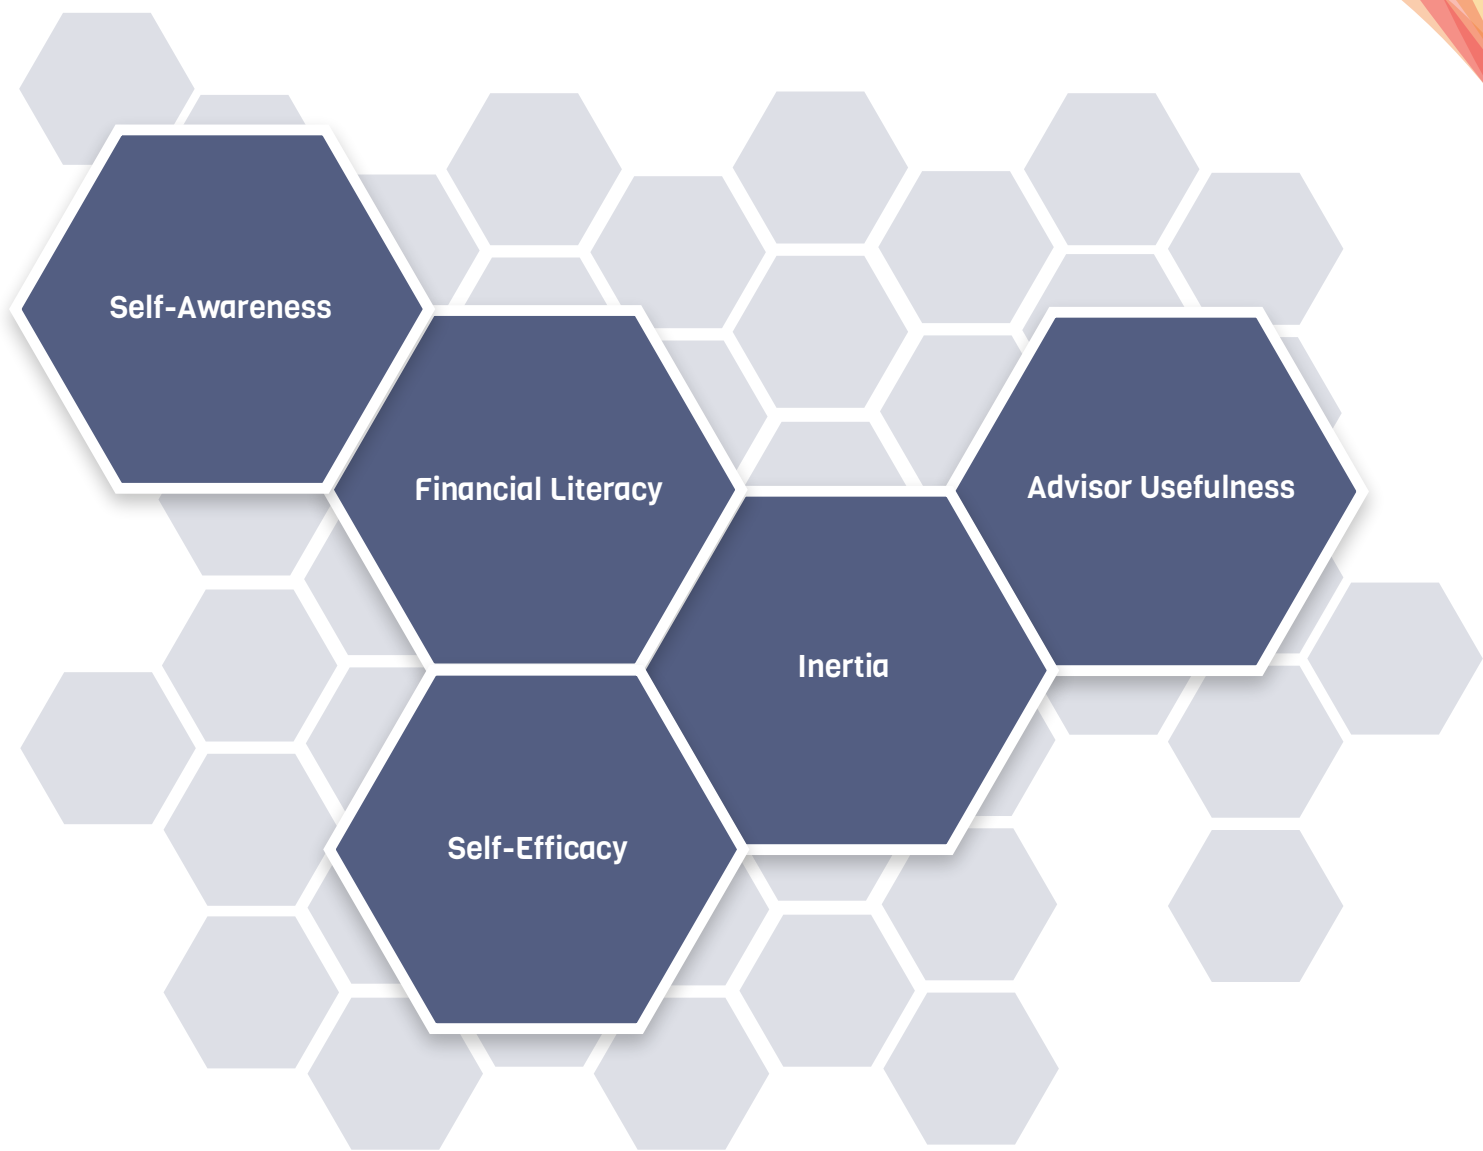 Self-Awareness
Financial Literacy
Advisor Usefulness
Inertia
Self-Efficacy